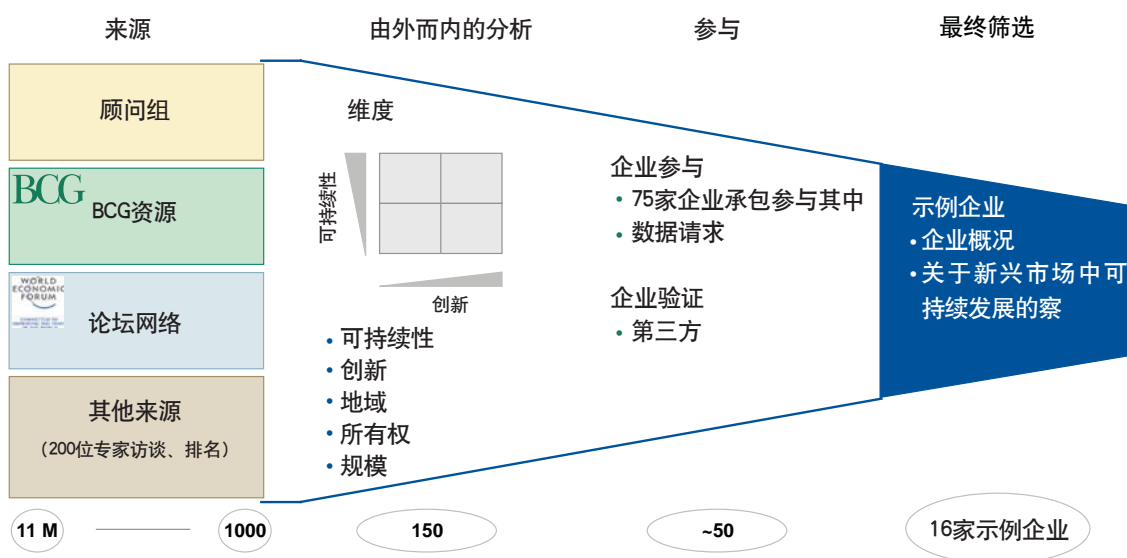 来源
由外而内的分析
参与
最终筛选
顾问组
BCG
BCG资源
WORLD
ECONOMIC
FORUM
论坛网络
其他来源
(200位专家访谈、排名)
维度
可持续性
创新
• 可持续性
• 创新
• 地域
• 所有权
• 规模
企业参与
• 75家企业承包参与其中
• 数据请求
企业验证
• 第三方
示例企业
• 企业概况
• 关于新兴市场中可
持续发展的察
11 M
1000
150
~50
16家示例企业